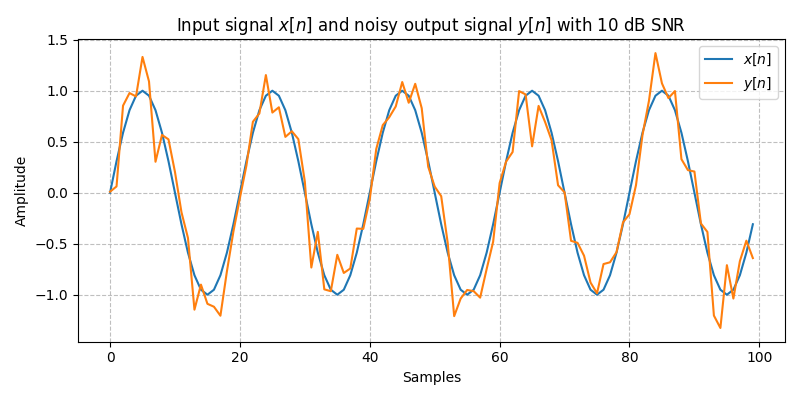 Input signal x[n] and noisy output signal y[n] with 10 dB SNR
1.5
1.0
0.5
0.0
−0.5
−1.0
Amplitude
x[n]
y[n]
0 20 40 60 80 100
Samples